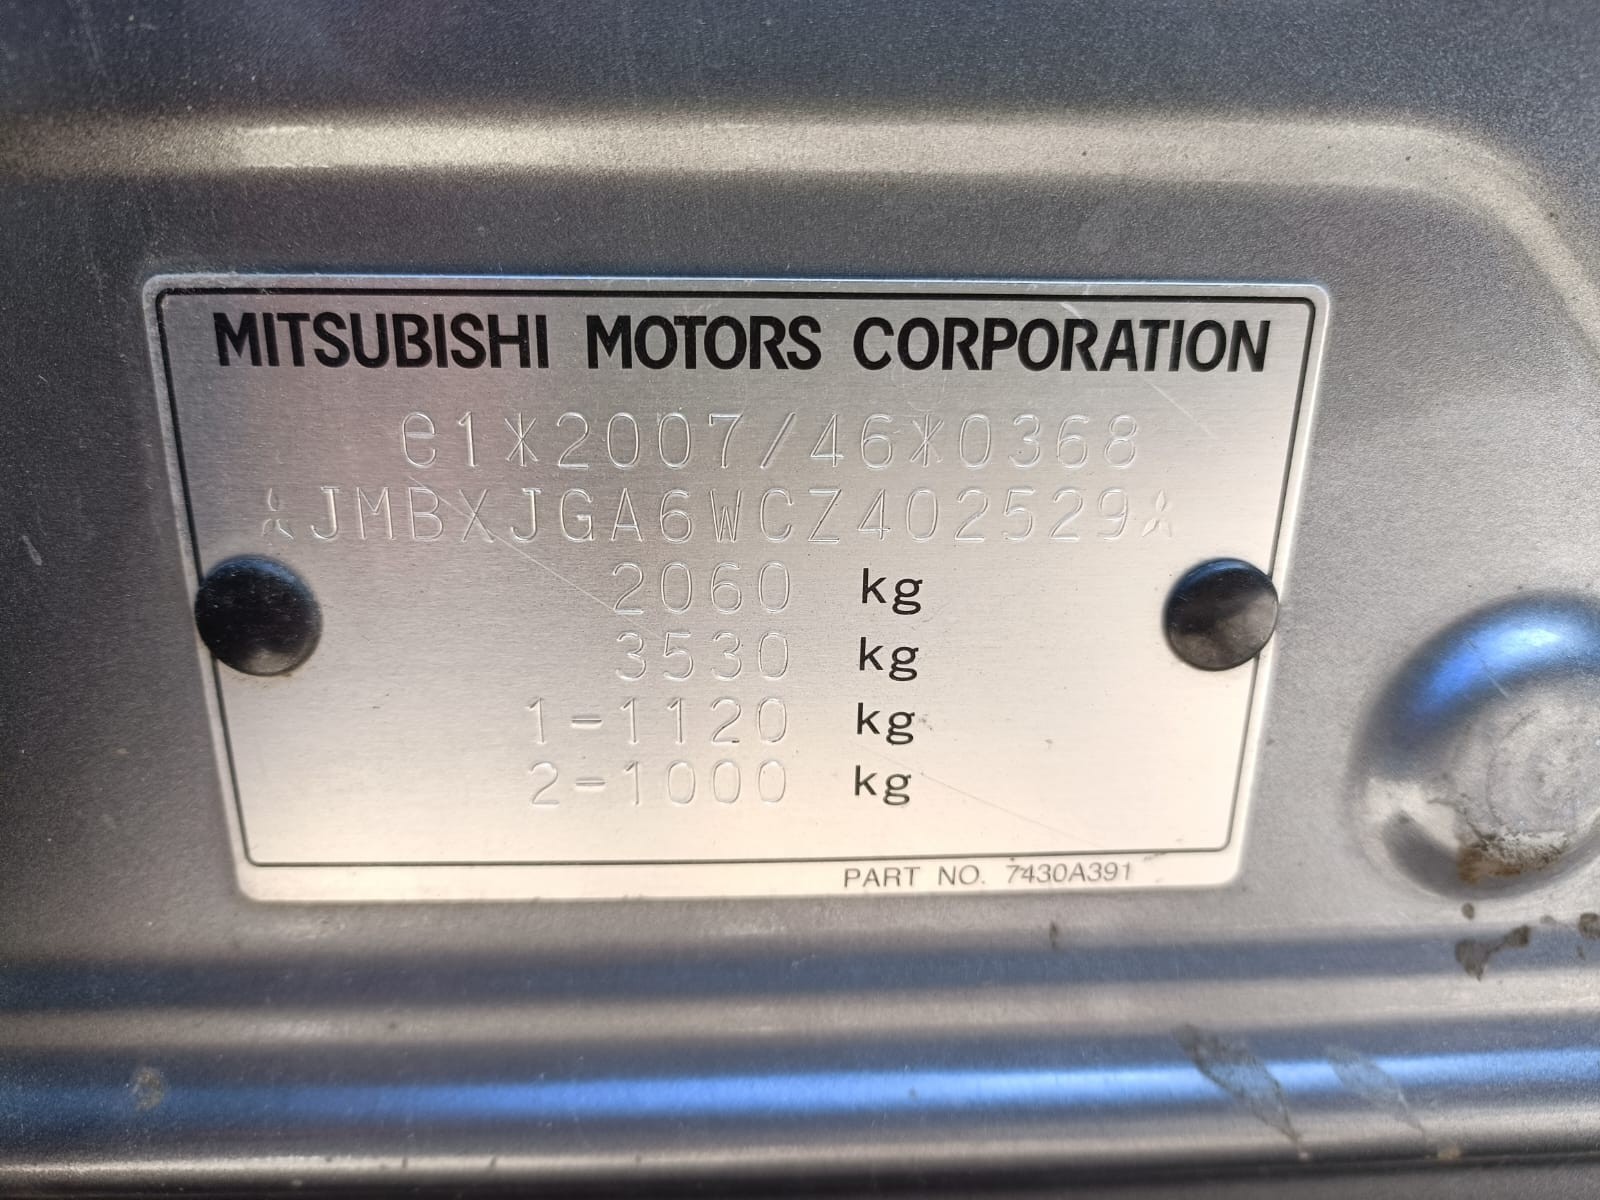 MITSUBISHI MOTORS CORPORATION
e1*2007/46*0368
JMBXJGA6WCZ402529
2060 kg
3530 kg
1-1120 kg
2-1000 kg
PART NO. 7430A391